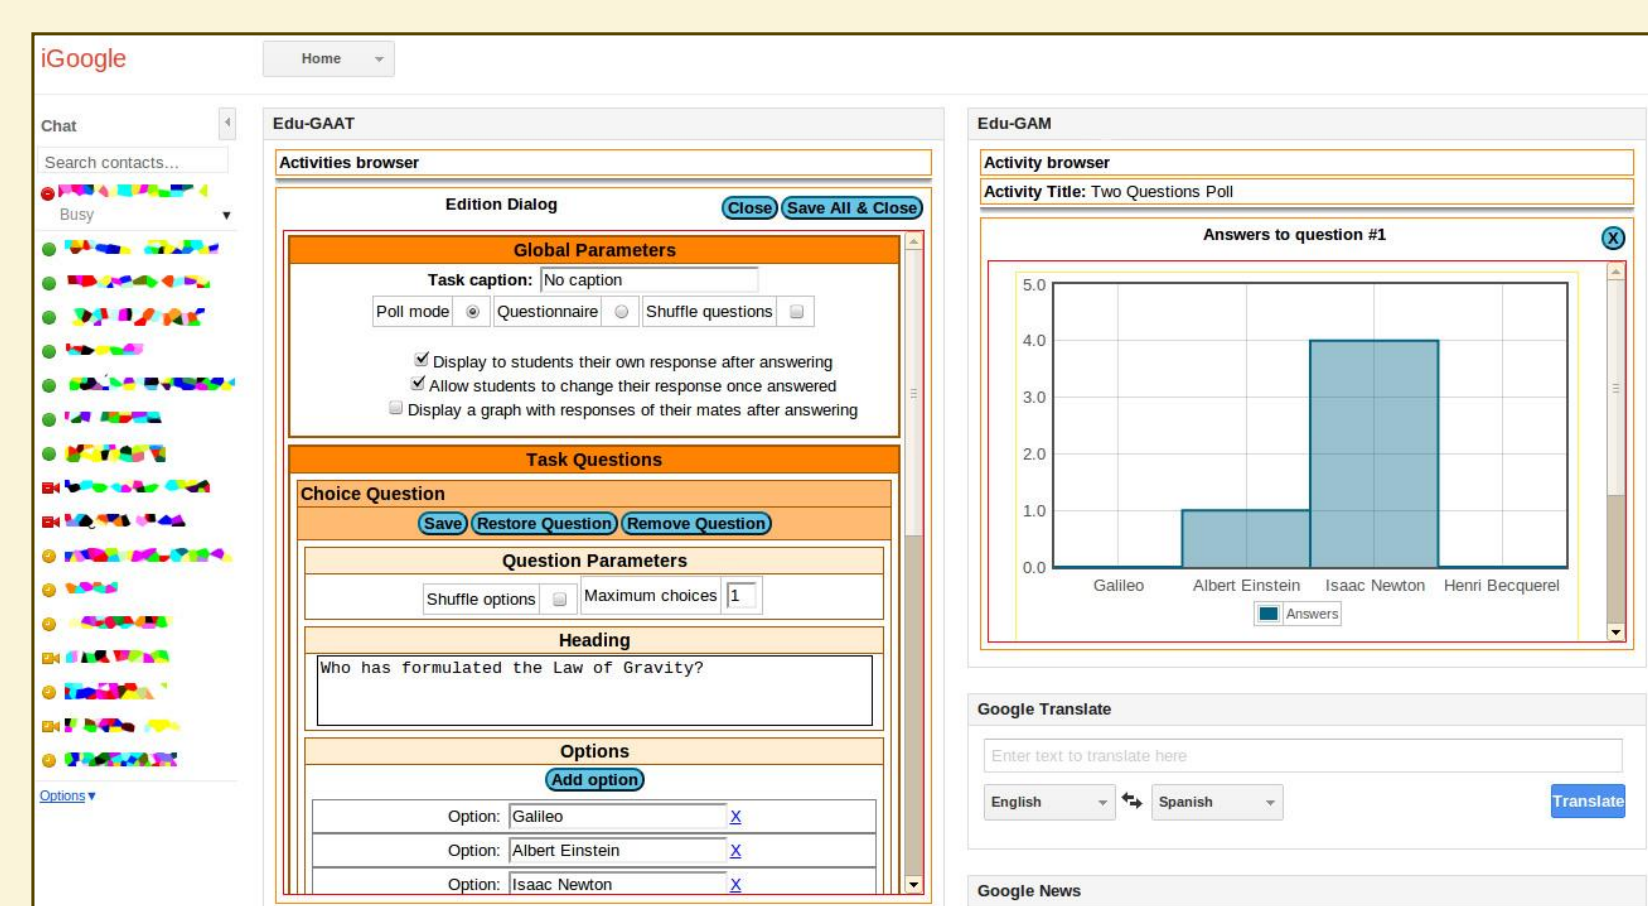 iGoogle
Home
Chat
Search contacts...
Busy
Options
Edu-GAAT
Activities browser
Edition Dialog
Close
Save All & Close
Global Parameters
Task caption: No caption
Poll mode
Questionnaire
Shuffle questions
Display to students their own response after answering
Allow students to change their response once answered
Display a graph with responses of their mates after answering
Task Questions
Choice Question
Save
Restore Question
Remove Question
Question Parameters
Shuffle options
Maximum choices 1
Heading
Who has formulated the Law of Gravity?
Options
Add option
Option: Galileo X
Option: Albert Einstein X
Option: Isaac Newton X
Edu-GAM
Activity browser
Activity Title: Two Questions Poll
Answers to question #1
X
5.0
4.0
3.0
2.0
1.0
0.0
Galileo
Albert Einstein
Isaac Newton
Henri Becquerel
Answers
Google Translate
Enter text to translate here
English
Spanish
Translate
Google News